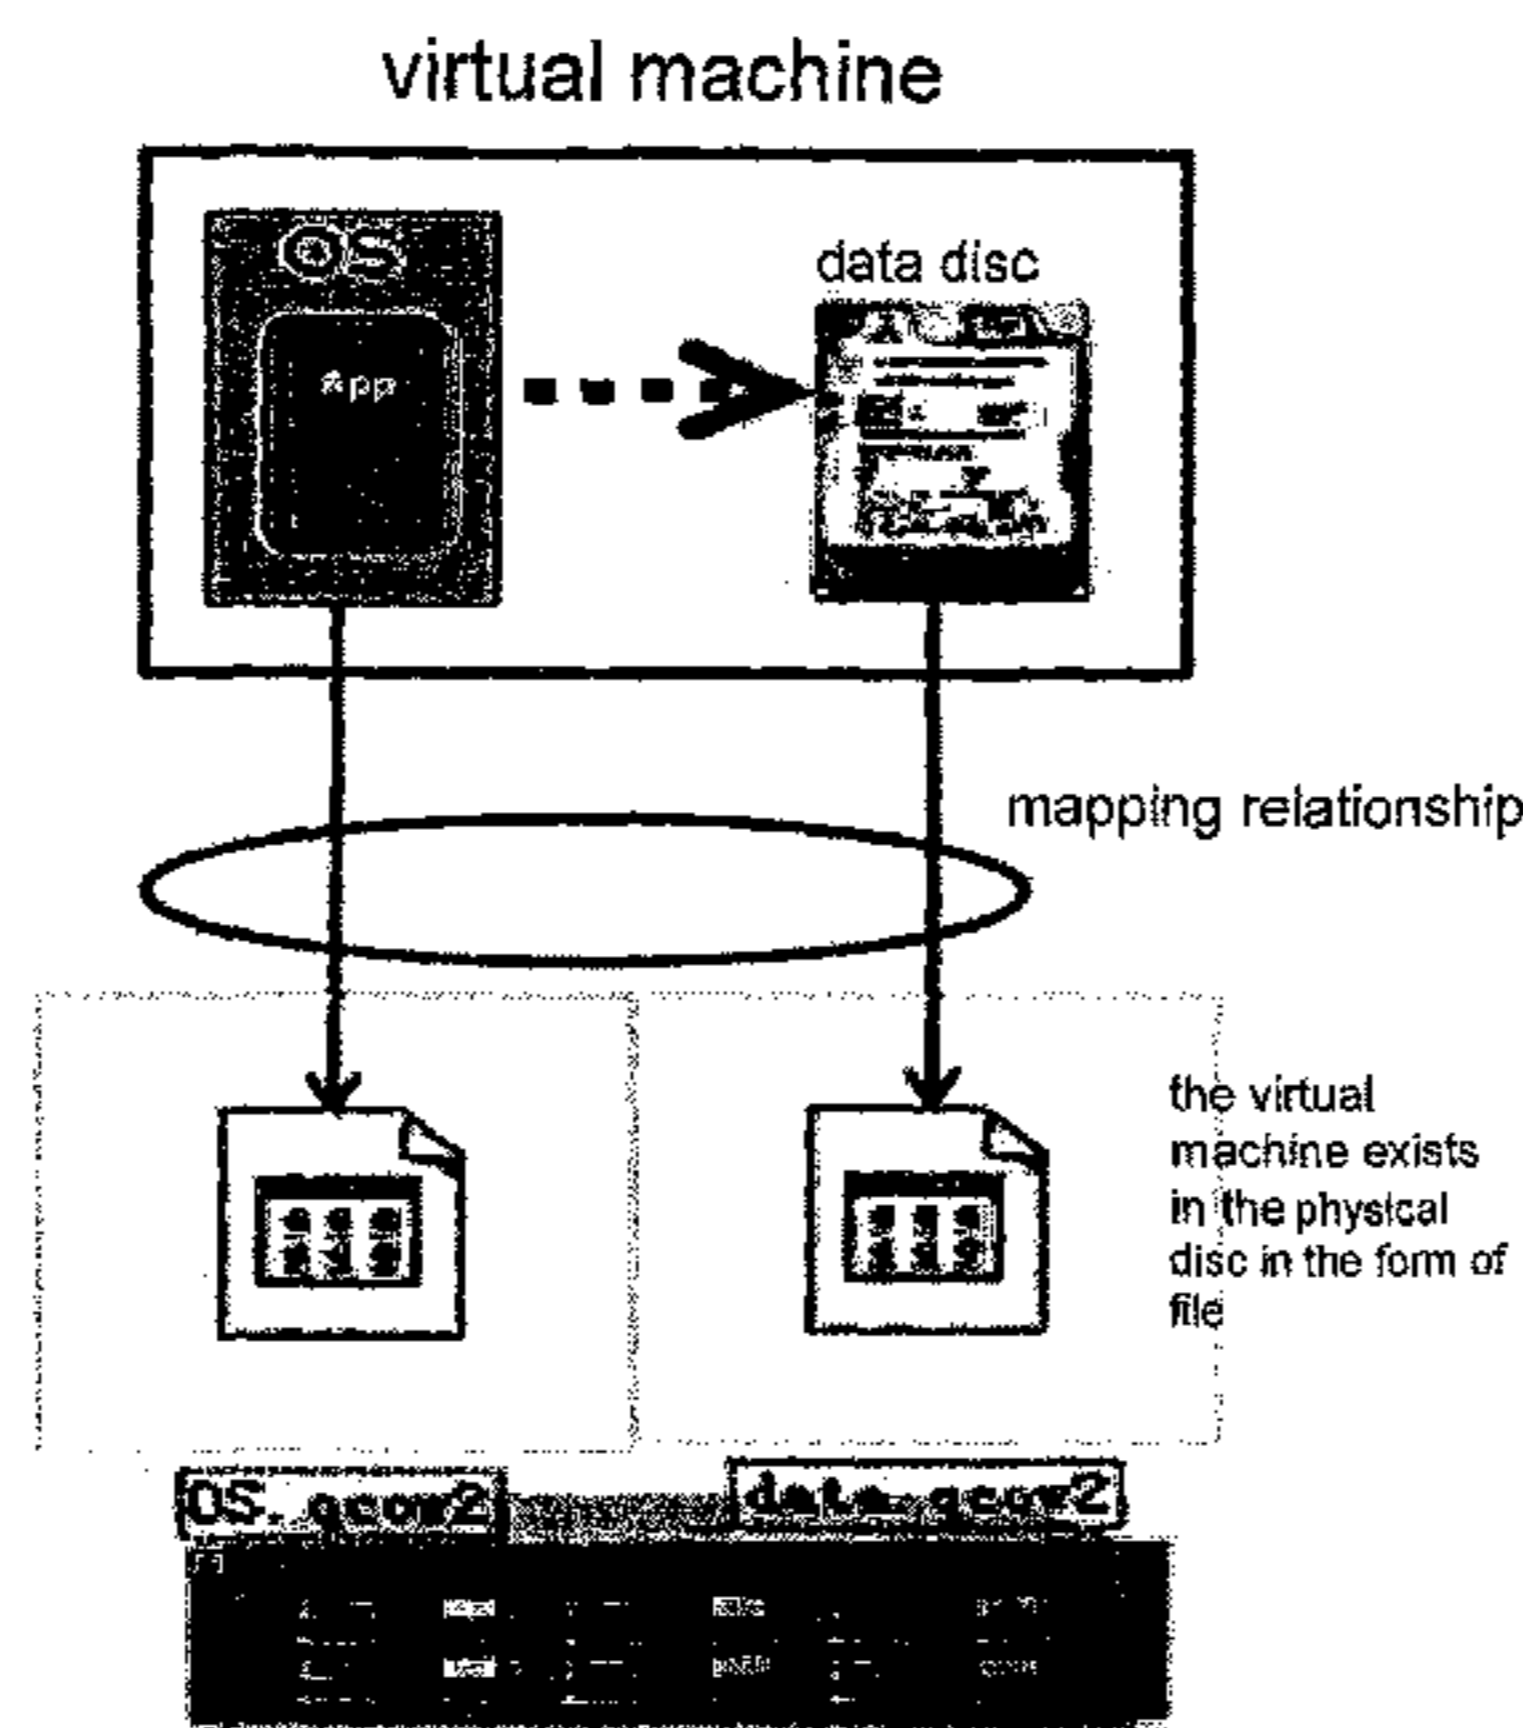 virtual machine
OS
data disc
App
mapping relationship
the virtual
machine exists
in the physical
disc in the form of
file
OS.qcow2
data.qcow2